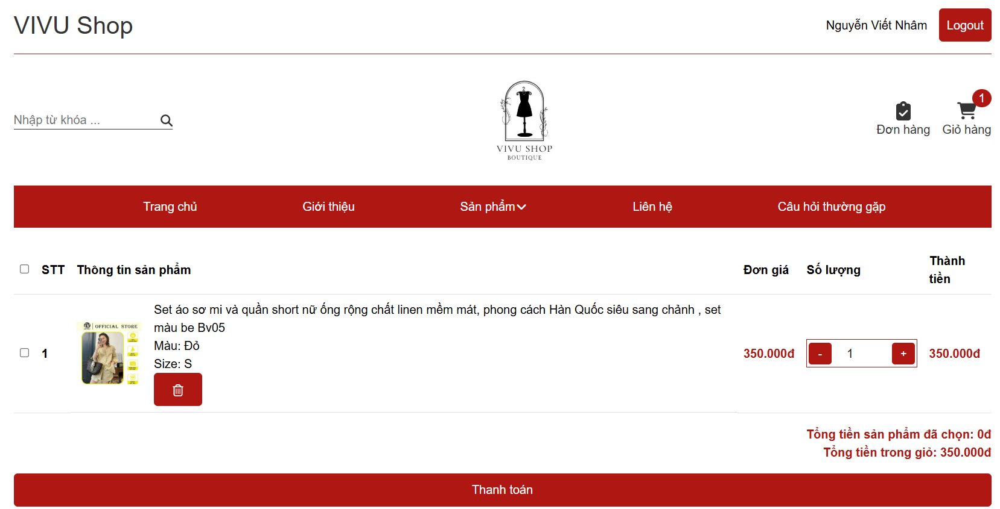 VIVU Shop
Nguyễn Viết Nhâm
Logout
Nhập từ khóa ...
VIVU SHOP
BOUTIQUE
Đơn hàng
1
Giỏ hàng
Trang chủ
Giới thiệu
Sản phẩm
Liên hệ
Câu hỏi thường gặp
STT
Thông tin sản phẩm
Đơn giá
Số lượng
Thành
tiền
1
OFFICIAL STORE
Set áo sơ mi và quần short nữ ống rộng chất linen mềm mát, phong cách Hàn Quốc siêu sang chảnh , set
màu be Bv05
Màu: Đỏ
Size: S
350.000đ
-
1
+
350.000đ
Tổng tiền sản phẩm đã chọn: 0đ
Tổng tiền trong giỏ: 350.000đ
Thanh toán